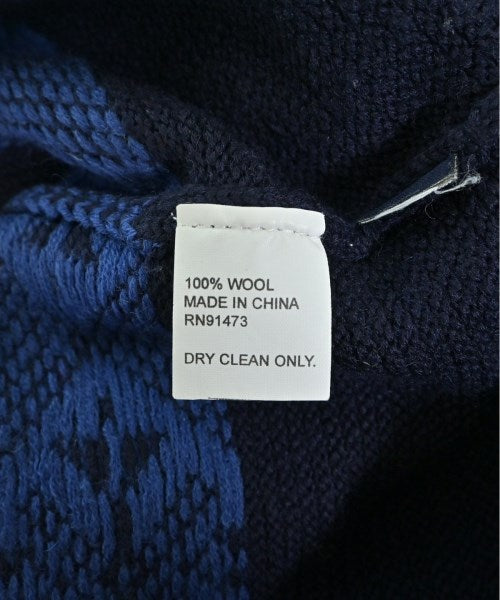 100% WOOL
MADE IN CHINA
RN91473
DRY CLEAN ONLY.